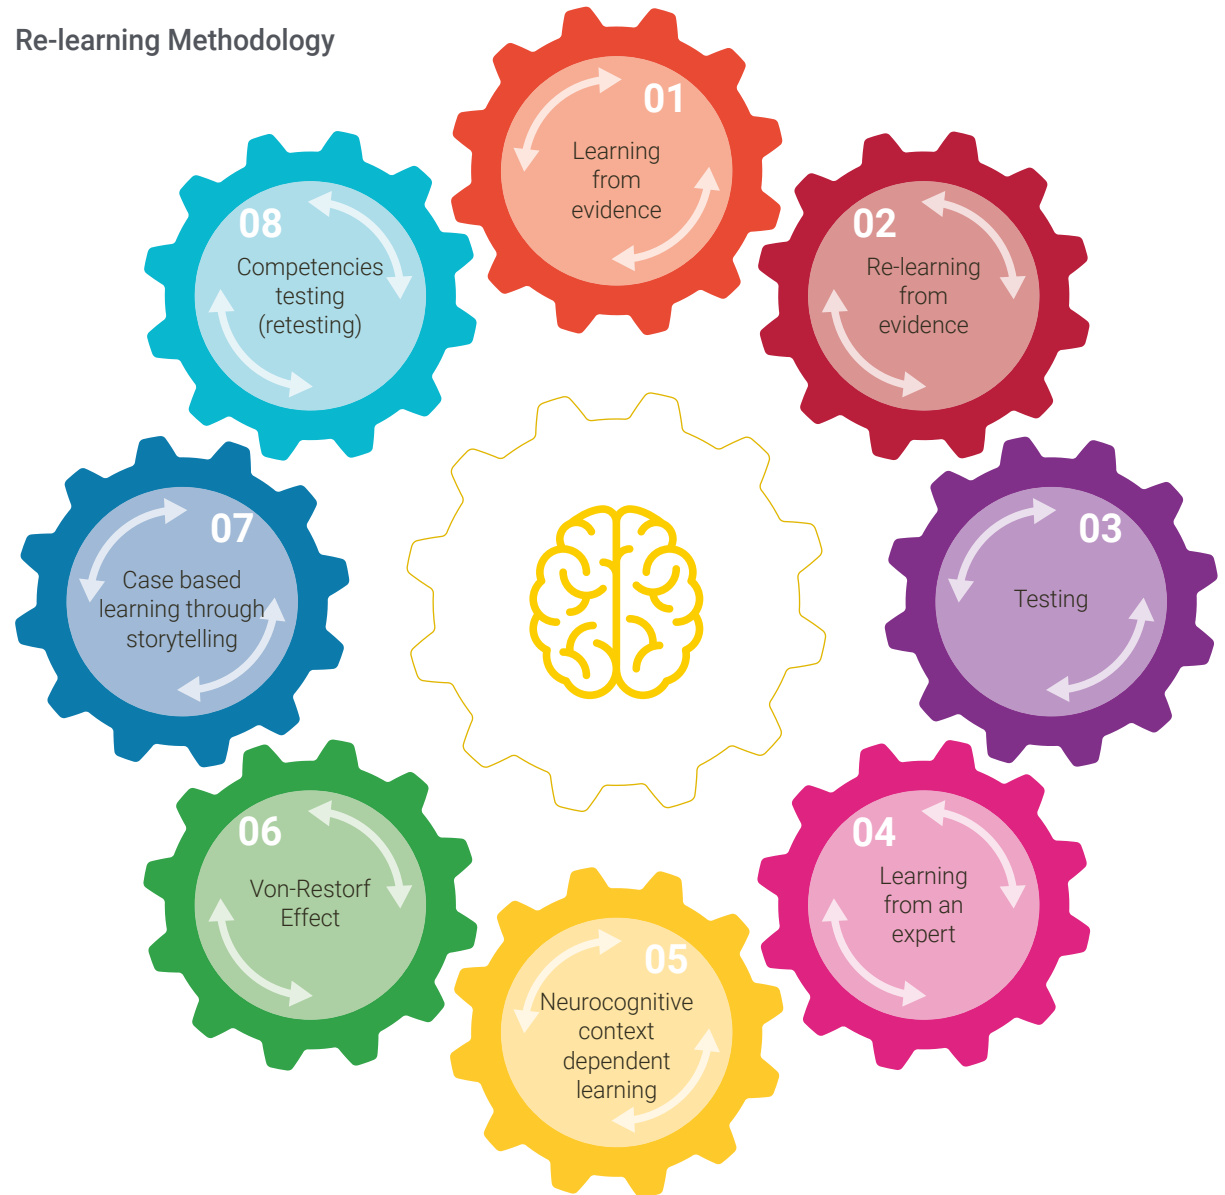 Re-learning Methodology
01
Learning
from
evidence
02
Re-learning
from
evidence
03
Testing
04
Learning
from an
expert
05
Neurocognitive
context
dependent
learning
06
Von-Restorf
Effect
07
Case based
learning through
storytelling
08
Competencies
testing
(retesting)